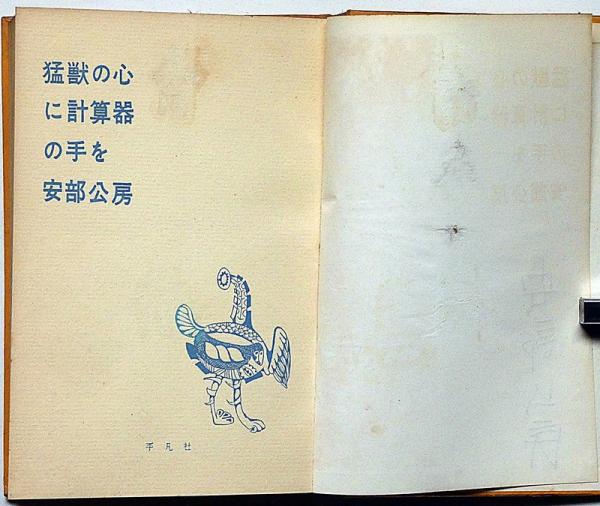 猛獣の心
に計算器
の手を
安部公房
平凡社